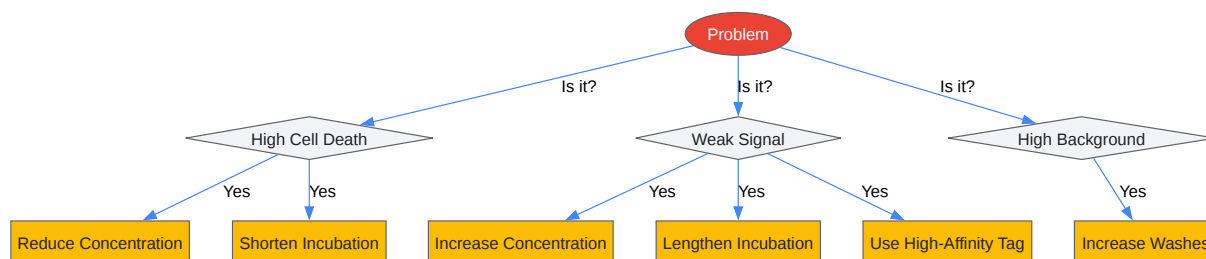 Problem
Is it?
Is it?
Is it?
High Cell Death
Weak Signal
High Background
Yes
Yes
Yes
Yes
Yes
Yes
Reduce Concentration
Shorten Incubation
Increase Concentration
Lengthen Incubation
Use High-Affinity Tag
Increase Washes